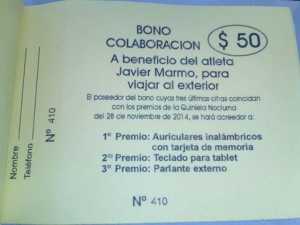 BONO
COLABORACION
$ 50
A beneficio del atleta
Javier Marmo, para
viajar al exterior
El poseedor del bono cuyas tres últimas cifras coincidan
con los premios de la Quiniela Nocturna
del 28 de noviembre de 2014, se hará acreedor a:
1º Premio: Auriculares inalámbricos
con tarjeta de memoria
2do Premio: Teclado para tablet
3º Premio: Parlante externo
Nº 410
Nombre
Teléfono
Nº 410